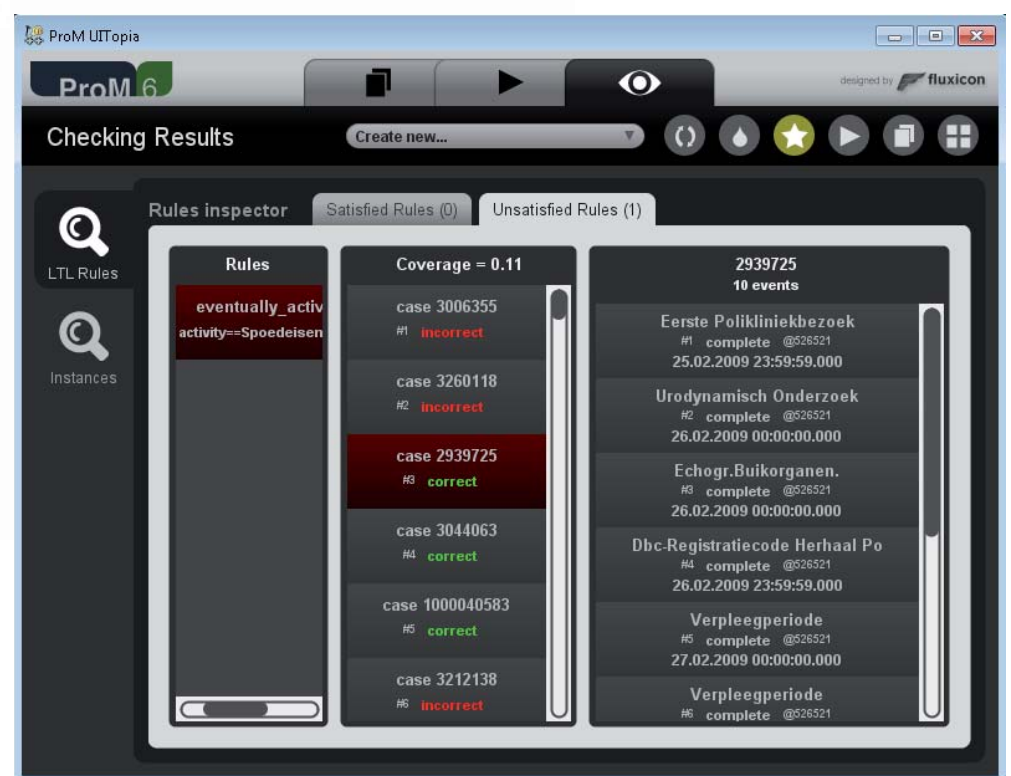 ProM UITopia
ProM 6
designed by fluxicon
Checking Results
Create new...
LTL Rules
Instances
Rules inspector
Satisfied Rules (0)
Unsatisfied Rules (1)
Rules
eventually_activ
activity==Spoedeisen
Coverage = 0.11
case 3006355
#1 incorrect
case 3260118
#2 incorrect
case 2939725
#3 correct
case 3044063
#4 correct
case 1000040583
#5 correct
case 3212138
#6 incorrect
2939725
10 events
Eerste Polikliniekbezoek
#1 complete @526521
25.02.2009 23:59:59.000
Urodynamisch Onderzoek
#2 complete @526521
26.02.2009 00:00:00.000
Echogr.Buikorganen.
#3 complete @526521
26.02.2009 00:00:00.000
Dbc-Registratiecode Herhaal Po
#4 complete @526521
26.02.2009 23:59:59.000
Verpleegperiode
#5 complete @526521
27.02.2009 00:00:00.000
Verpleegperiode
#6 complete @526521